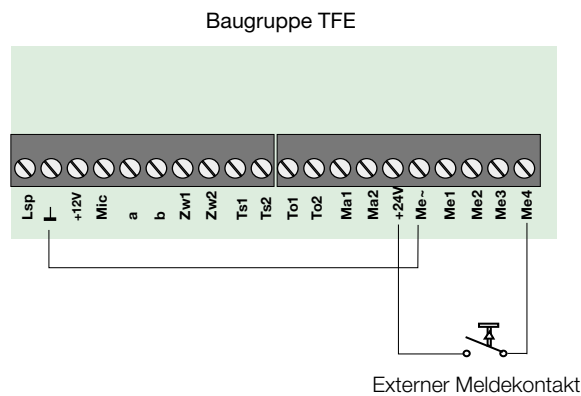 Baugruppe TFE
Lsp
+12V
Mic
a
b
Zw1
Zw2
Ts1
Ts2
To1
To2
Ma1
Ma2
+24V
Me~
Me1
Me2
Me3
Me4
Externer Meldekontakt